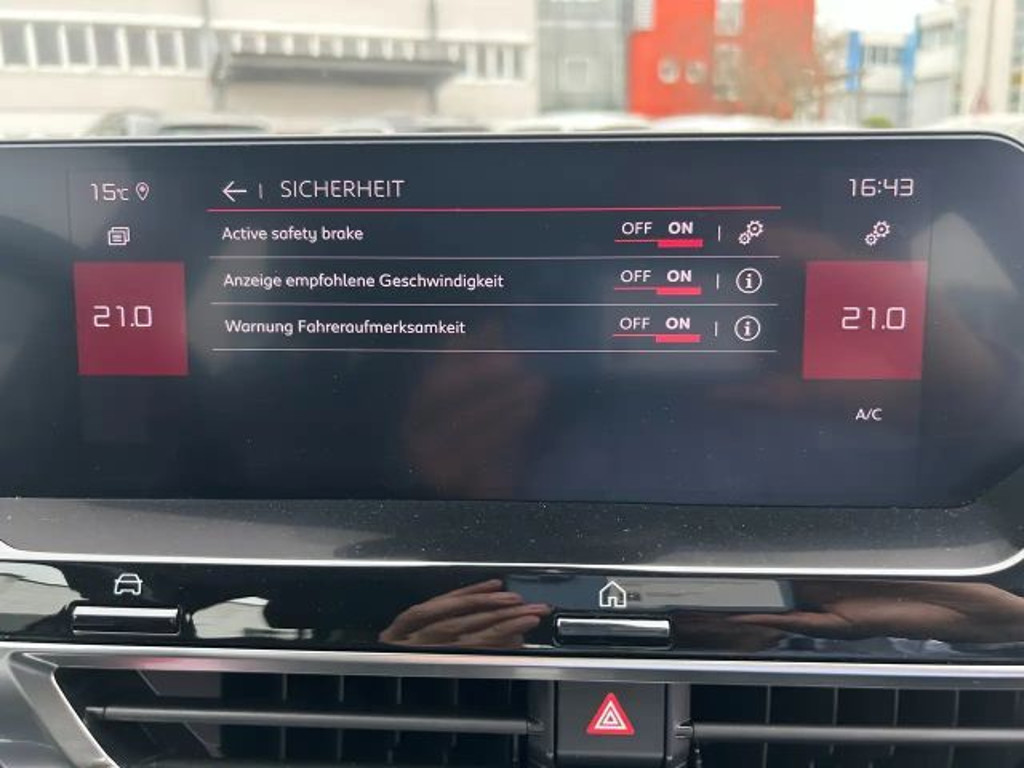 15°C
SICHERHEIT
16:43
Active safety brake OFF ON
Anzeige empfohlene Geschwindigkeit OFF ON
21.0
21.0
Warnung Fahreraufmerksamkeit OFF ON
A/C